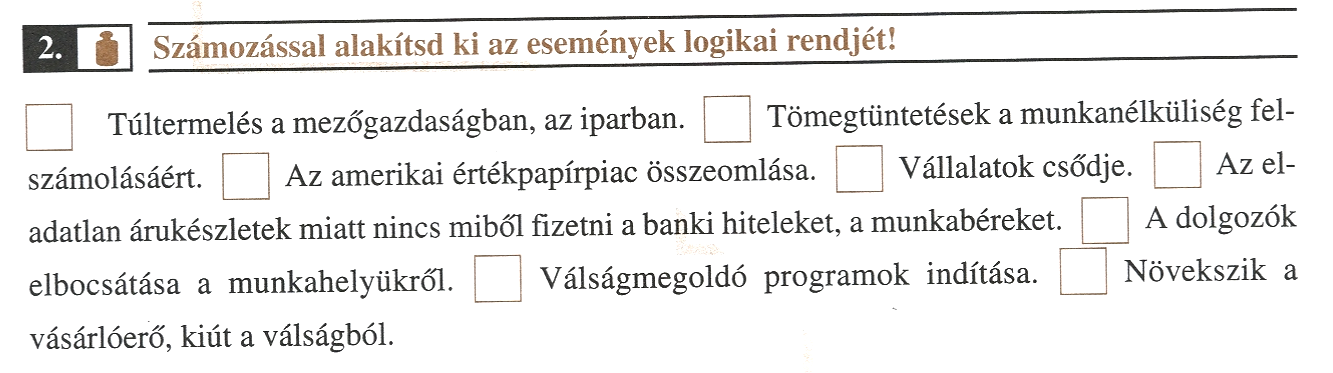 2. Számozással alakítsd ki az események logikai rendjét!
Túltermelés a mezőgazdaságban, az iparban. Tömegtüntetések a munkanélküliség fel-
számolásáért. Az amerikai értékpapírpiac összeomlása. Vállalatok csődje. Az el-
adatlan árukészletek miatt nincs miből fizetni a banki hiteleket, a munkabéreket. A dolgozók
elbocsátása a munkahelyükről. Válságmegoldó programok indítása. Növekszik a
vásárlóerő, kiút a válságból.